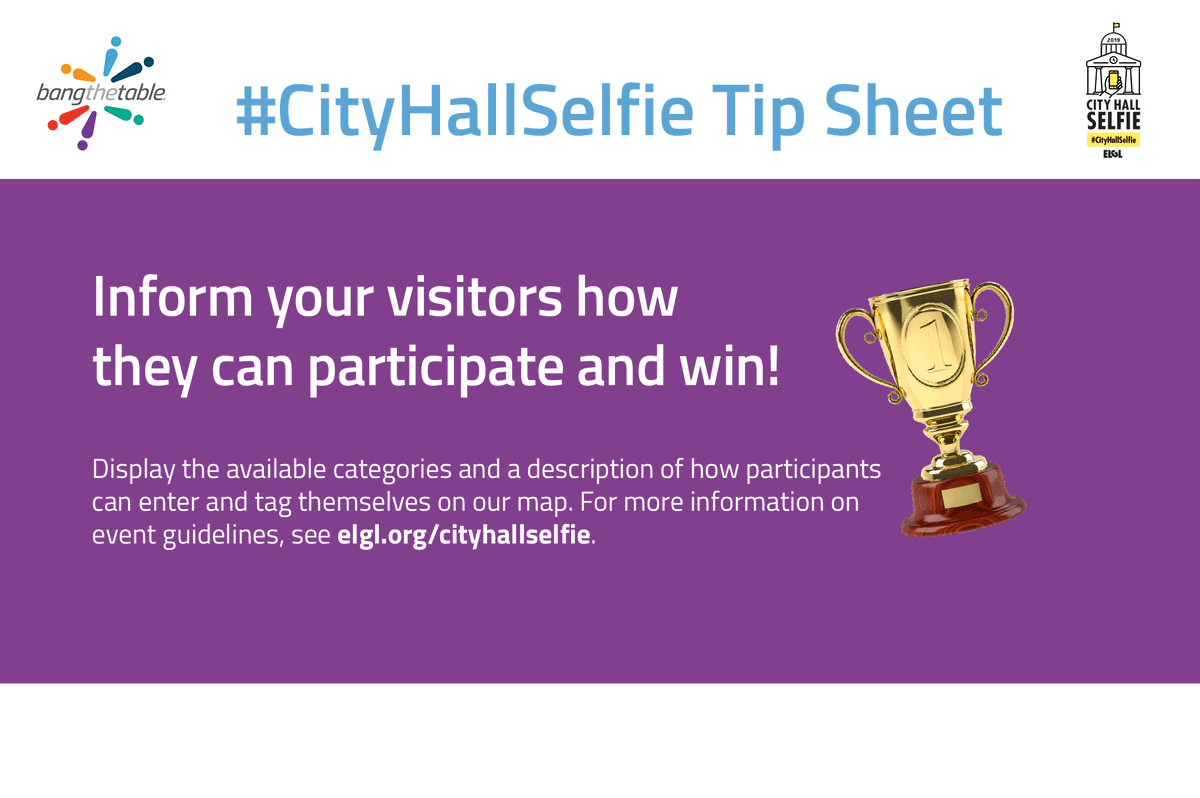 bangthetable.
#CityHallSelfie Tip Sheet
2019
CITY HALL
SELFIE
#CityHallSelfie
ELGL
Inform your visitors how
they can participate and win!
1
Display the available categories and a description of how participants
can enter and tag themselves on our map. For more information on
event guidelines, see elgl.org/cityhallselfie.